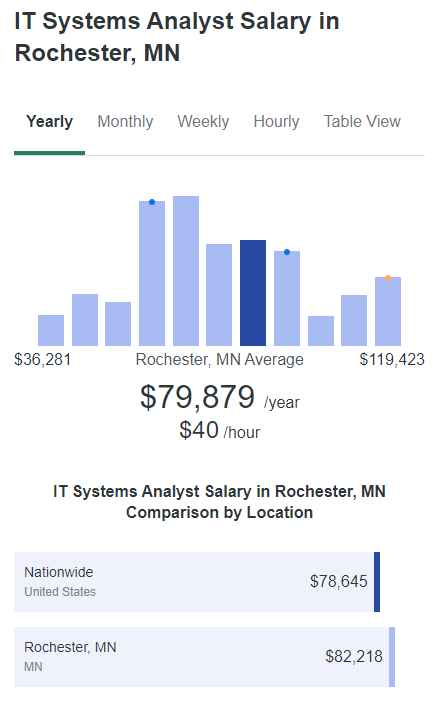 IT Systems Analyst Salary in
Rochester, MN
Yearly Monthly Weekly Hourly Table View
$36,281 Rochester, MN Average $119,423
$79,879 /year
$40 /hour
IT Systems Analyst Salary in Rochester, MN
Comparison by Location
Nationwide
United States
$78,645
Rochester, MN
MN
$82,218